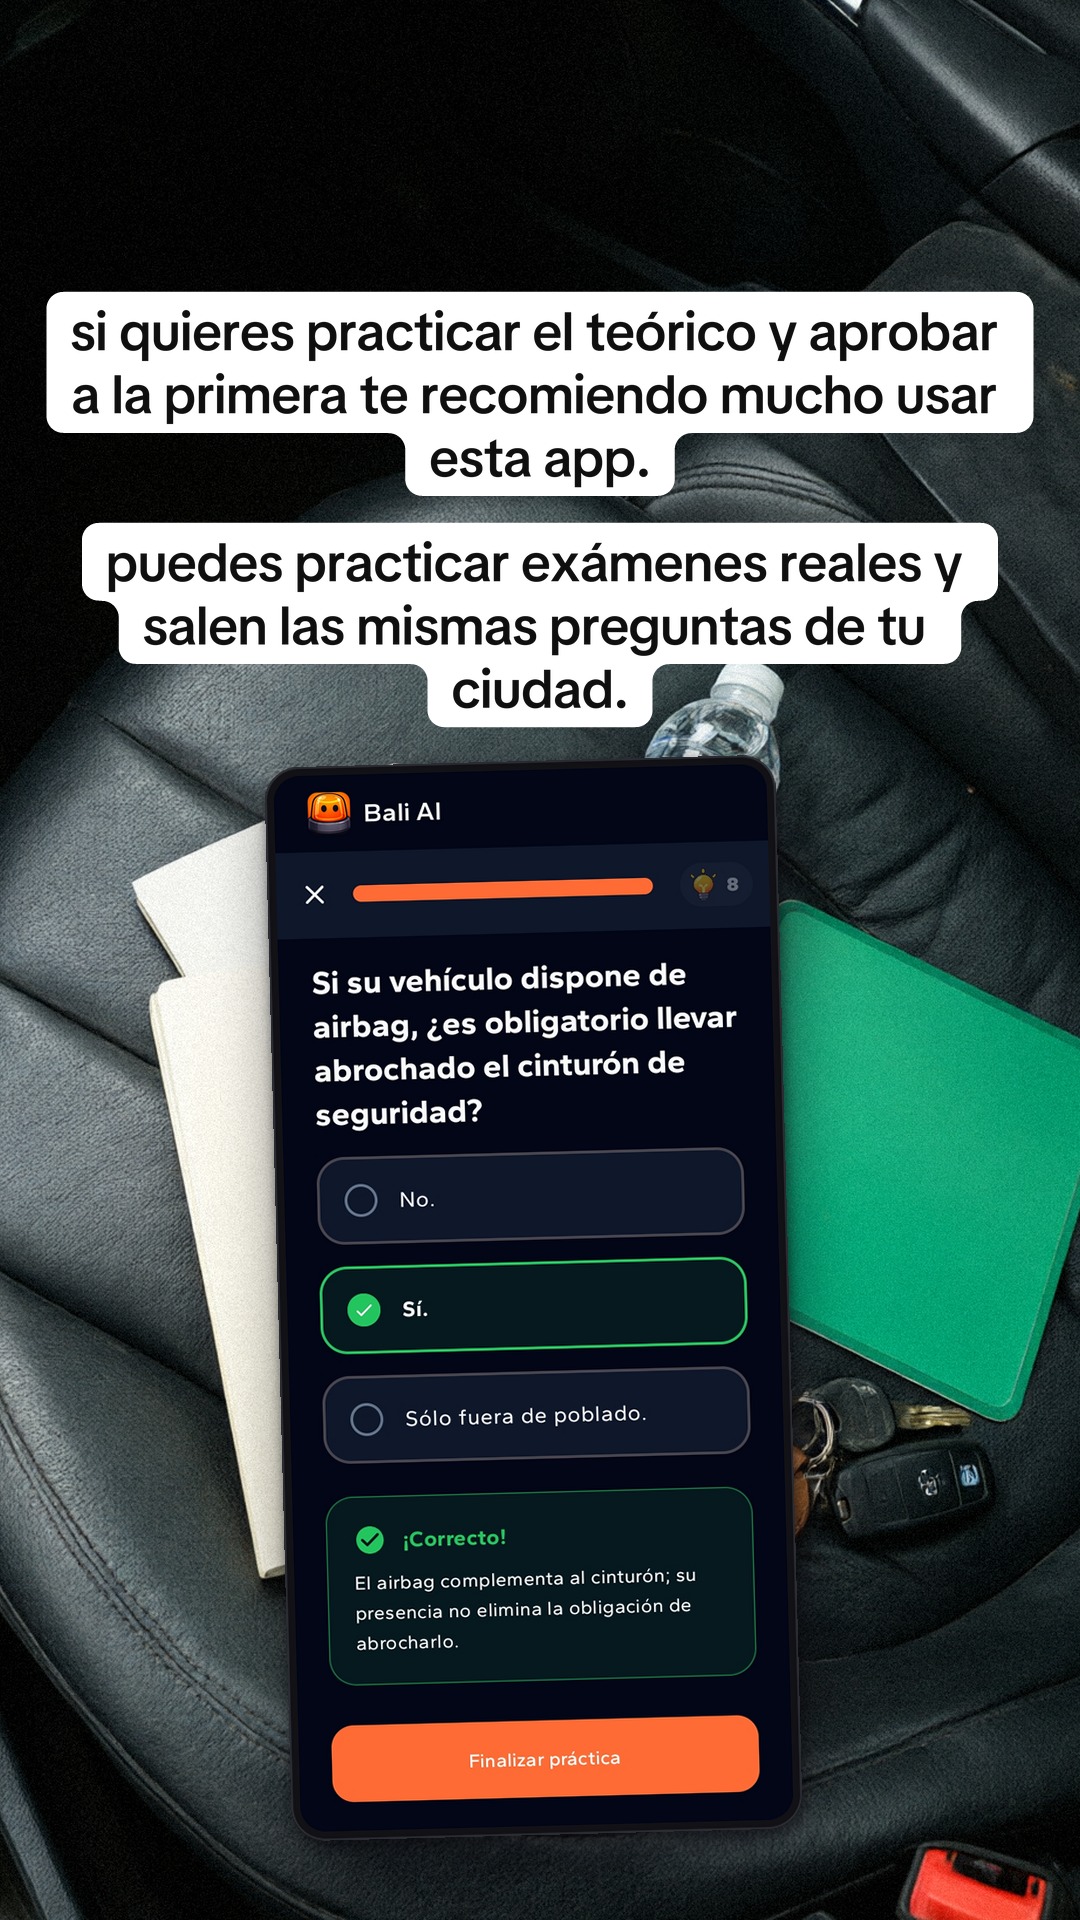 si quieres practicar el teórico y aprobar
a la primera te recomiendo mucho usar
esta app.
puedes practicar exámenes reales y
salen las mismas preguntas de tu
ciudad.
Bali AI
8
Si su vehículo dispone de
airbag, ¿es obligatorio llevar
abrochado el cinturón de
seguridad?
No.
Sí.
Sólo fuera de poblado.
¡Correcto!
El airbag complementa al cinturón; su
presencia no elimina la obligación de
abrocharlo.
Finalizar práctica